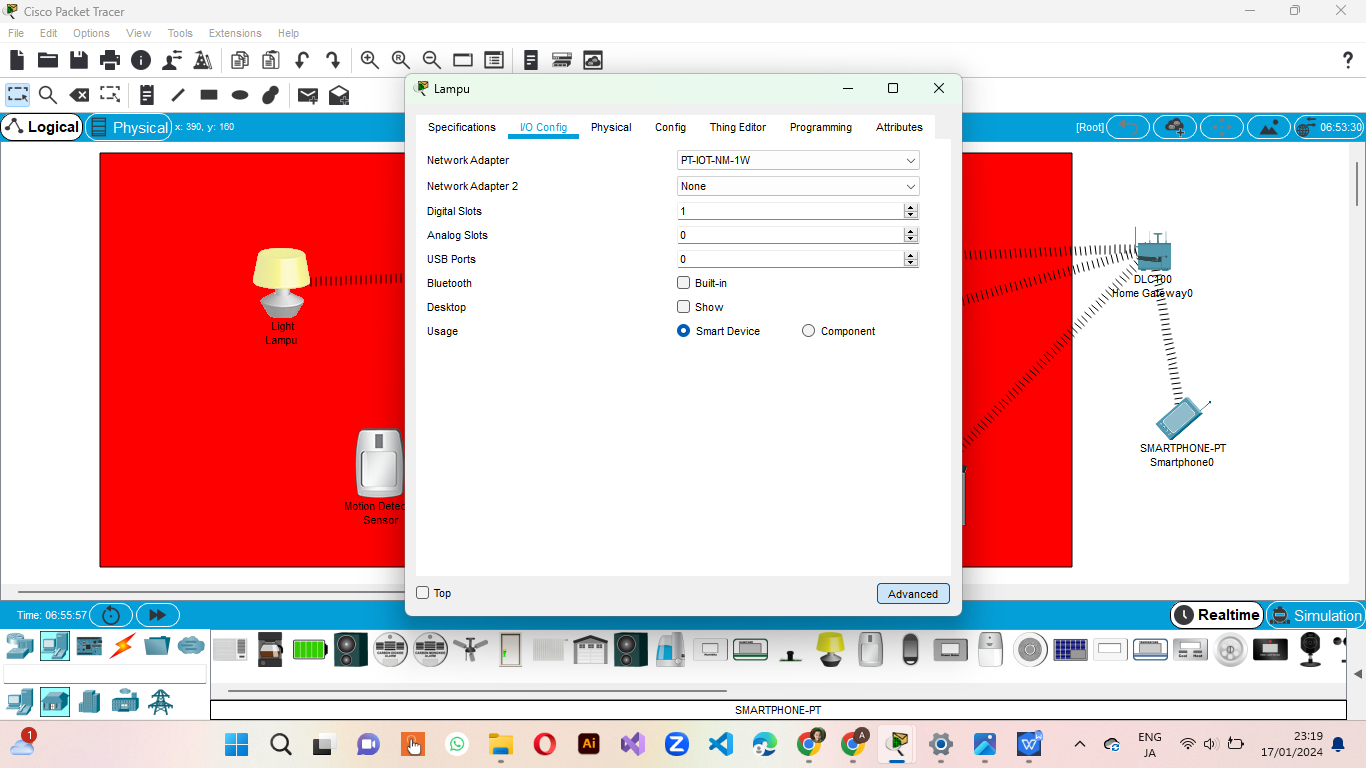 Cisco Packet Tracer
File Edit Options View Tools Extensions Help
Lampu
Logical Physical x: 390, y: 160
[Root] 06:53:30
Specifications I/O Config Physical Config Thing Editor Programming Attributes
Network Adapter PT-IOT-NM-1W
Network Adapter 2 None
Digital Slots 1
Analog Slots 0
USB Ports 0
Bluetooth Built-in
Desktop Show
Usage Smart Device Component
Light
Lampu
DLC100
Home Gateway0
SMARTPHONE-PT
Smartphone0
Motion Detec
Sensor
Top Advanced
Time: 06:55:57 Realtime Simulation
SMARTPHONE-PT
1
Ai
ENG
JA
23:19
17/01/2024